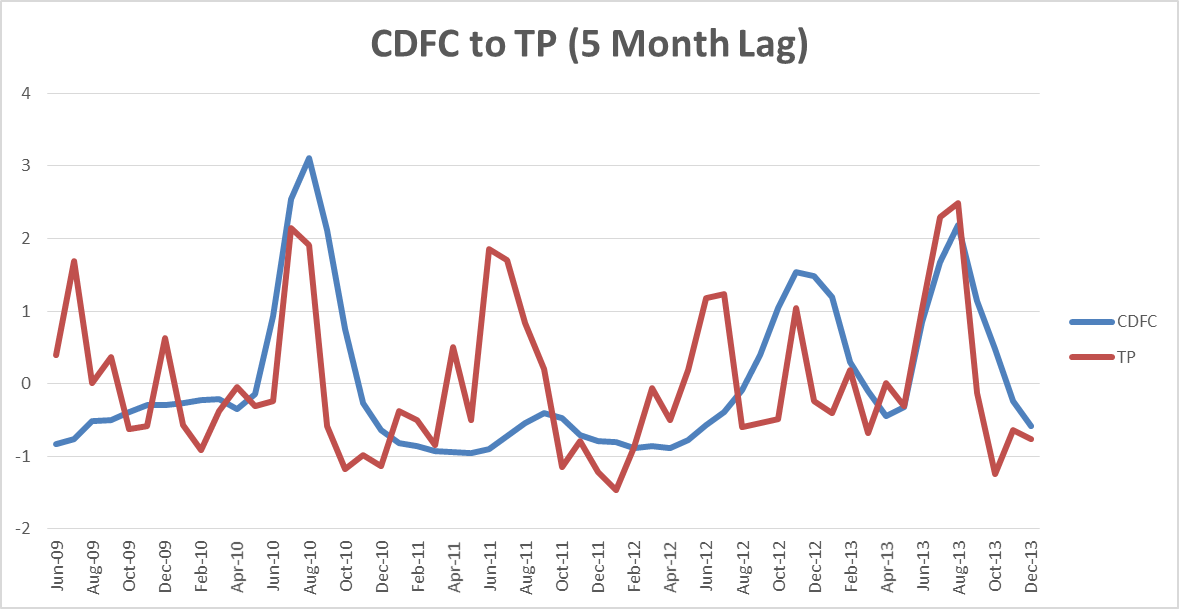 CDFC to TP (5 Month Lag)
4
3
2
1
0
-1
-2
Jun-09
Aug-09
Oct-09
Dec-09
Feb-10
Apr-10
Jun-10
Aug-10
Oct-10
Dec-10
Feb-11
Apr-11
Jun-11
Aug-11
Oct-11
Dec-11
Feb-12
Apr-12
Jun-12
Aug-12
Oct-12
Dec-12
Feb-13
Apr-13
Jun-13
Aug-13
Oct-13
Dec-13
CDFC
TP